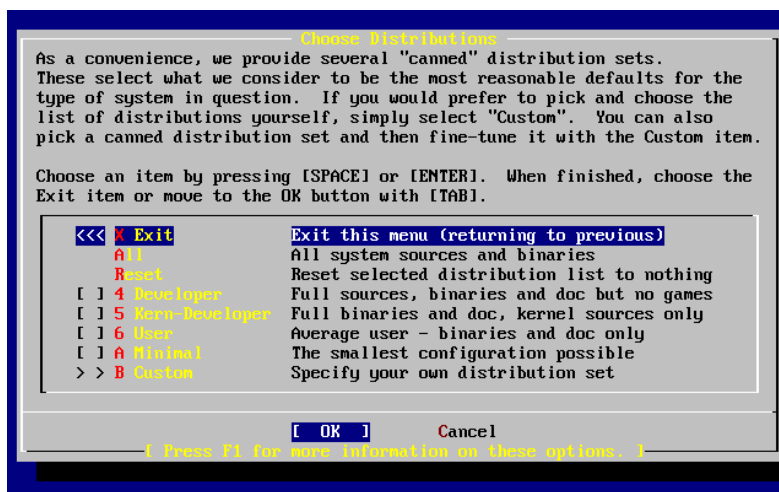 Choose Distributions
As a convenience, we provide several "canned" distribution sets.
These select what we consider to be the most reasonable defaults for the
type of system in question.  If you would prefer to pick and choose the
list of distributions yourself, simply select "Custom".  You can also
pick a canned distribution set and then fine-tune it with the Custom item.
Choose an item by pressing [SPACE] or [ENTER].  When finished, choose the
Exit item or move to the OK button with [TAB].
<<< X Exit Exit this menu (returning to previous)
All All system sources and binaries
Reset Reset selected distribution list to nothing
[ ] 4 Developer Full sources, binaries and doc but no games
[ ] 5 Kern-Developer Full binaries and doc, kernel sources only
[ ] 6 User Average user - binaries and doc only
[ ] A Minimal The smallest configuration possible
> > B Custom Specify your own distribution set
[ OK ] Cancel
[ Press F1 for more information on these options. ]